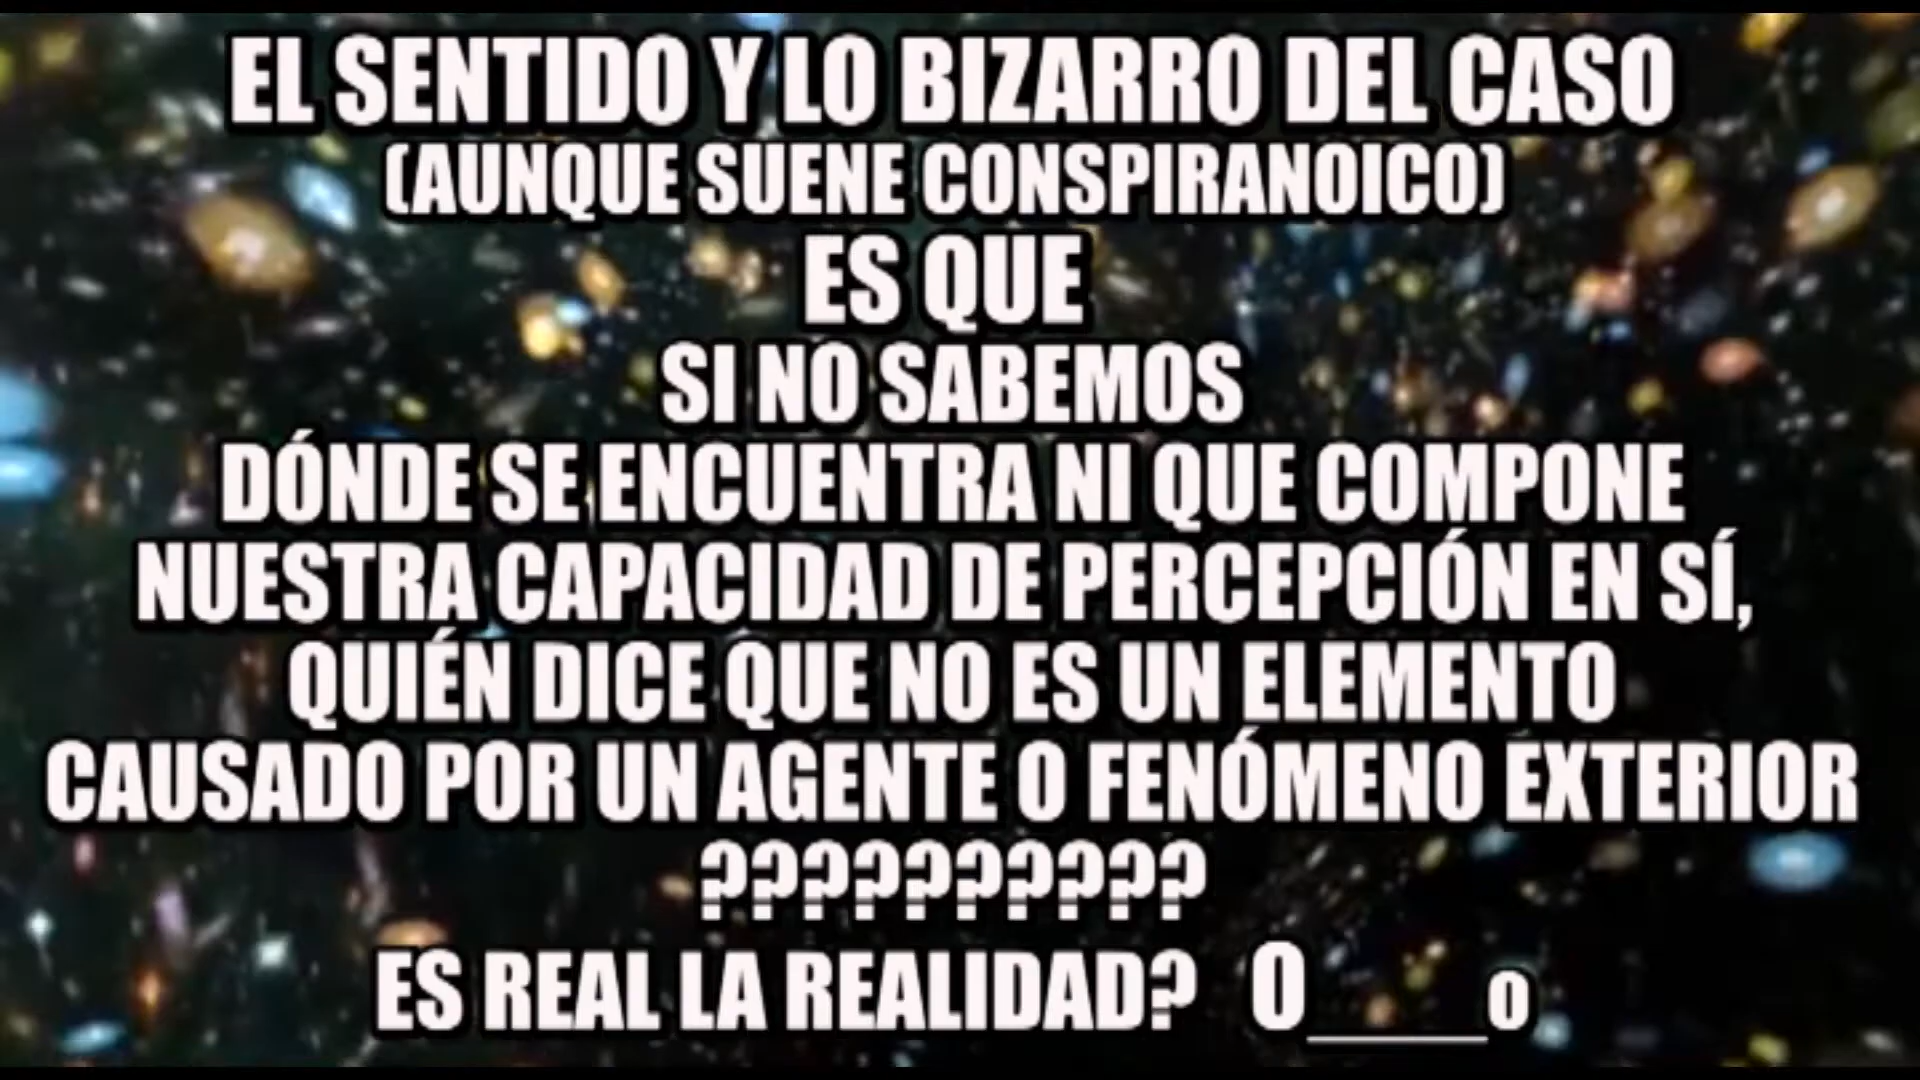 EL SENTIDO Y LO BIZARRO DEL CASO
(AUNQUE SUENE CONSPIRANOICO)
ES QUE
SI NO SABEMOS
DÓNDE SE ENCUENTRA NI QUE COMPONE
NUESTRA CAPACIDAD DE PERCEPCIÓN EN SÍ,
QUIÉN DICE QUE NO ES UN ELEMENTO
CAUSADO POR UN AGENTE O FENÓMENO EXTERIOR
??????????
ES REAL LA REALIDAD? O____o